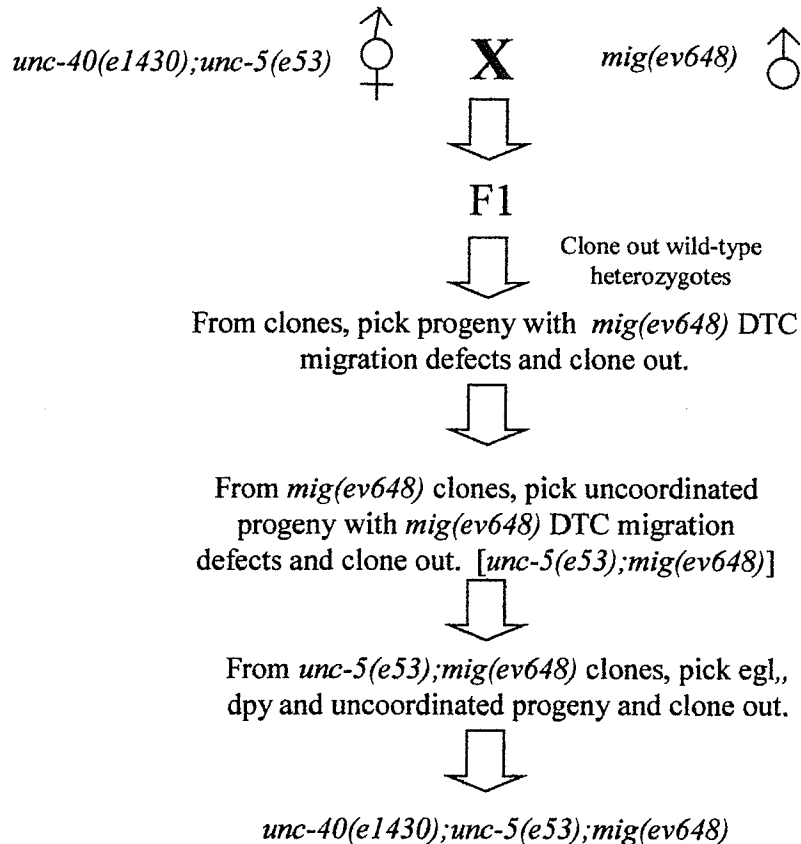 unc-40(e1430);unc-5(e53) X mig(ev648)
F1
Clone out wild-type
heterozygotes
From clones, pick progeny with mig(ev648) DTC
migration defects and clone out.
From mig(ev648) clones, pick uncoordinated
progeny with mig(ev648) DTC migration
defects and clone out. [unc-5(e53);mig(ev648)]
From unc-5(e53);mig(ev648) clones, pick egl,,
dpy and uncoordinated progeny and clone out.
unc-40(e1430);unc-5(e53);mig(ev648)